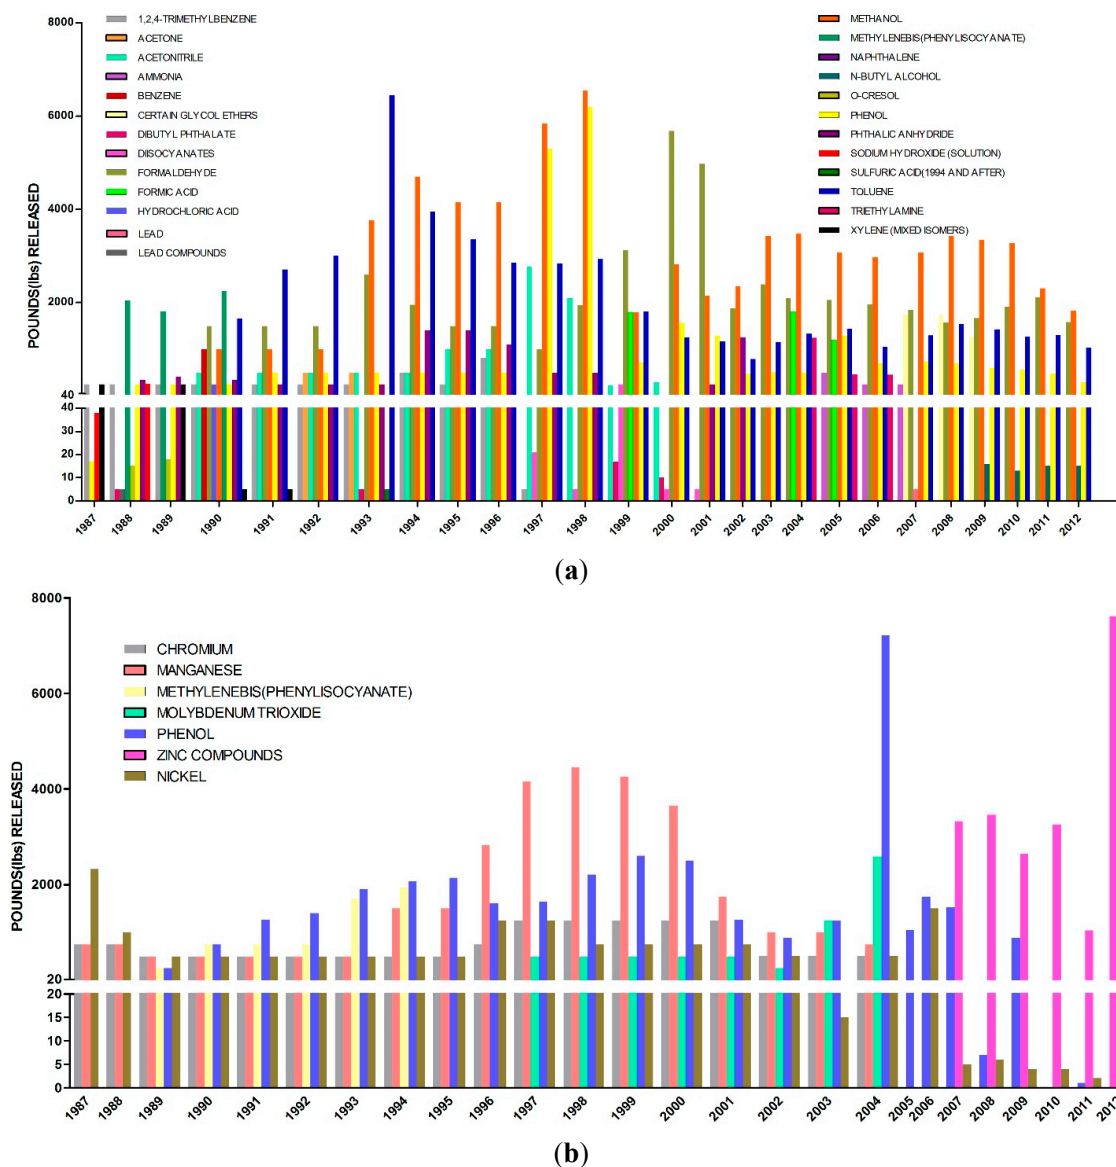 8000
6000
4000
2000
40
40
30
20
10
0
POUNDS(lbs) RELEASED
1,2,4-TRIMETHYLBENZENE
ACETONE
ACETONITRILE
AMMONIA
BENZENE
CERTAIN GLYCOL ETHERS
DIBUTYL PHTHALATE
DIISOCYANATES
FORMALDEHYDE
FORMIC ACID
HYDROCHLORIC ACID
LEAD
LEAD COMPOUNDS
METHANOL
METHYLENEBIS(PHENYLISOCYANATE)
NAPHTHALENE
N-BUTYL ALCOHOL
O-CRESOL
PHENOL
PHTHALIC ANHYDRIDE
SODIUM HYDROXIDE (SOLUTION)
SULFURIC ACID(1994 AND AFTER)
TOLUENE
TRIETHYLAMINE
XYLENE (MIXED ISOMERS)
1987 1988 1989 1990 1991 1992 1993 1994 1995 1996 1997 1998 1999 2000 2001 2002 2003 2004 2005 2006 2007 2008 2009 2010 2011 2012
(a)
8000
6000
4000
2000
20
20
15
10
5
0
POUNDS(lbs) RELEASED
CHROMIUM
MANGANESE
METHYLENEBIS(PHENYLISOCYANATE)
MOLYBDENUM TRIOXIDE
PHENOL
ZINC COMPOUNDS
NICKEL
1987 1988 1989 1990 1991 1992 1993 1994 1995 1996 1997 1998 1999 2000 2001 2002 2003 2004 2005 2006 2007 2008 2009 2010 2011
(b)